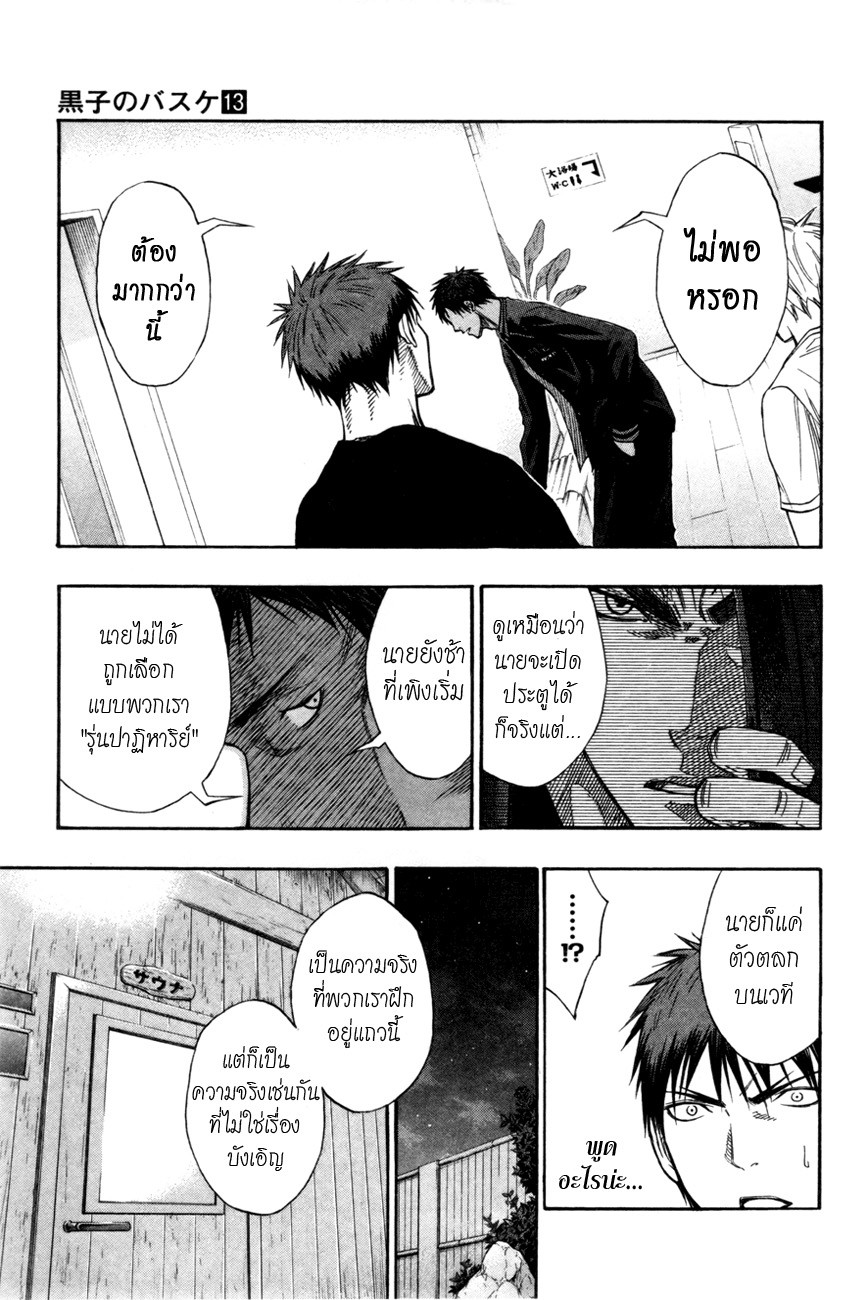 黒子のバスケ 13
大浴場
W・C
ไม่พอ
หรอก
ต้อง
มากกว่า
นี้
ดูเหมือนว่า
นายจะเปิด
ประตูได้
ก็จริงแต่...
นายยังช้า
ที่เพิงเริ่ม
นายไม่ได้
ถูกเลือก
แบบพวกเรา
"รุ่นปาฏิหาริย์"
นายก็แค่
ตัวตลก
บนเวที
……!?
พูด
อะไรน่ะ...
เป็นความจริง
ที่พวกเราฝึก
อยู่แถวนี้
แต่ก็เป็น
ความจริงเช่นกัน
ที่ไม่ใช่เรื่อง
บังเอิญ
サウナ